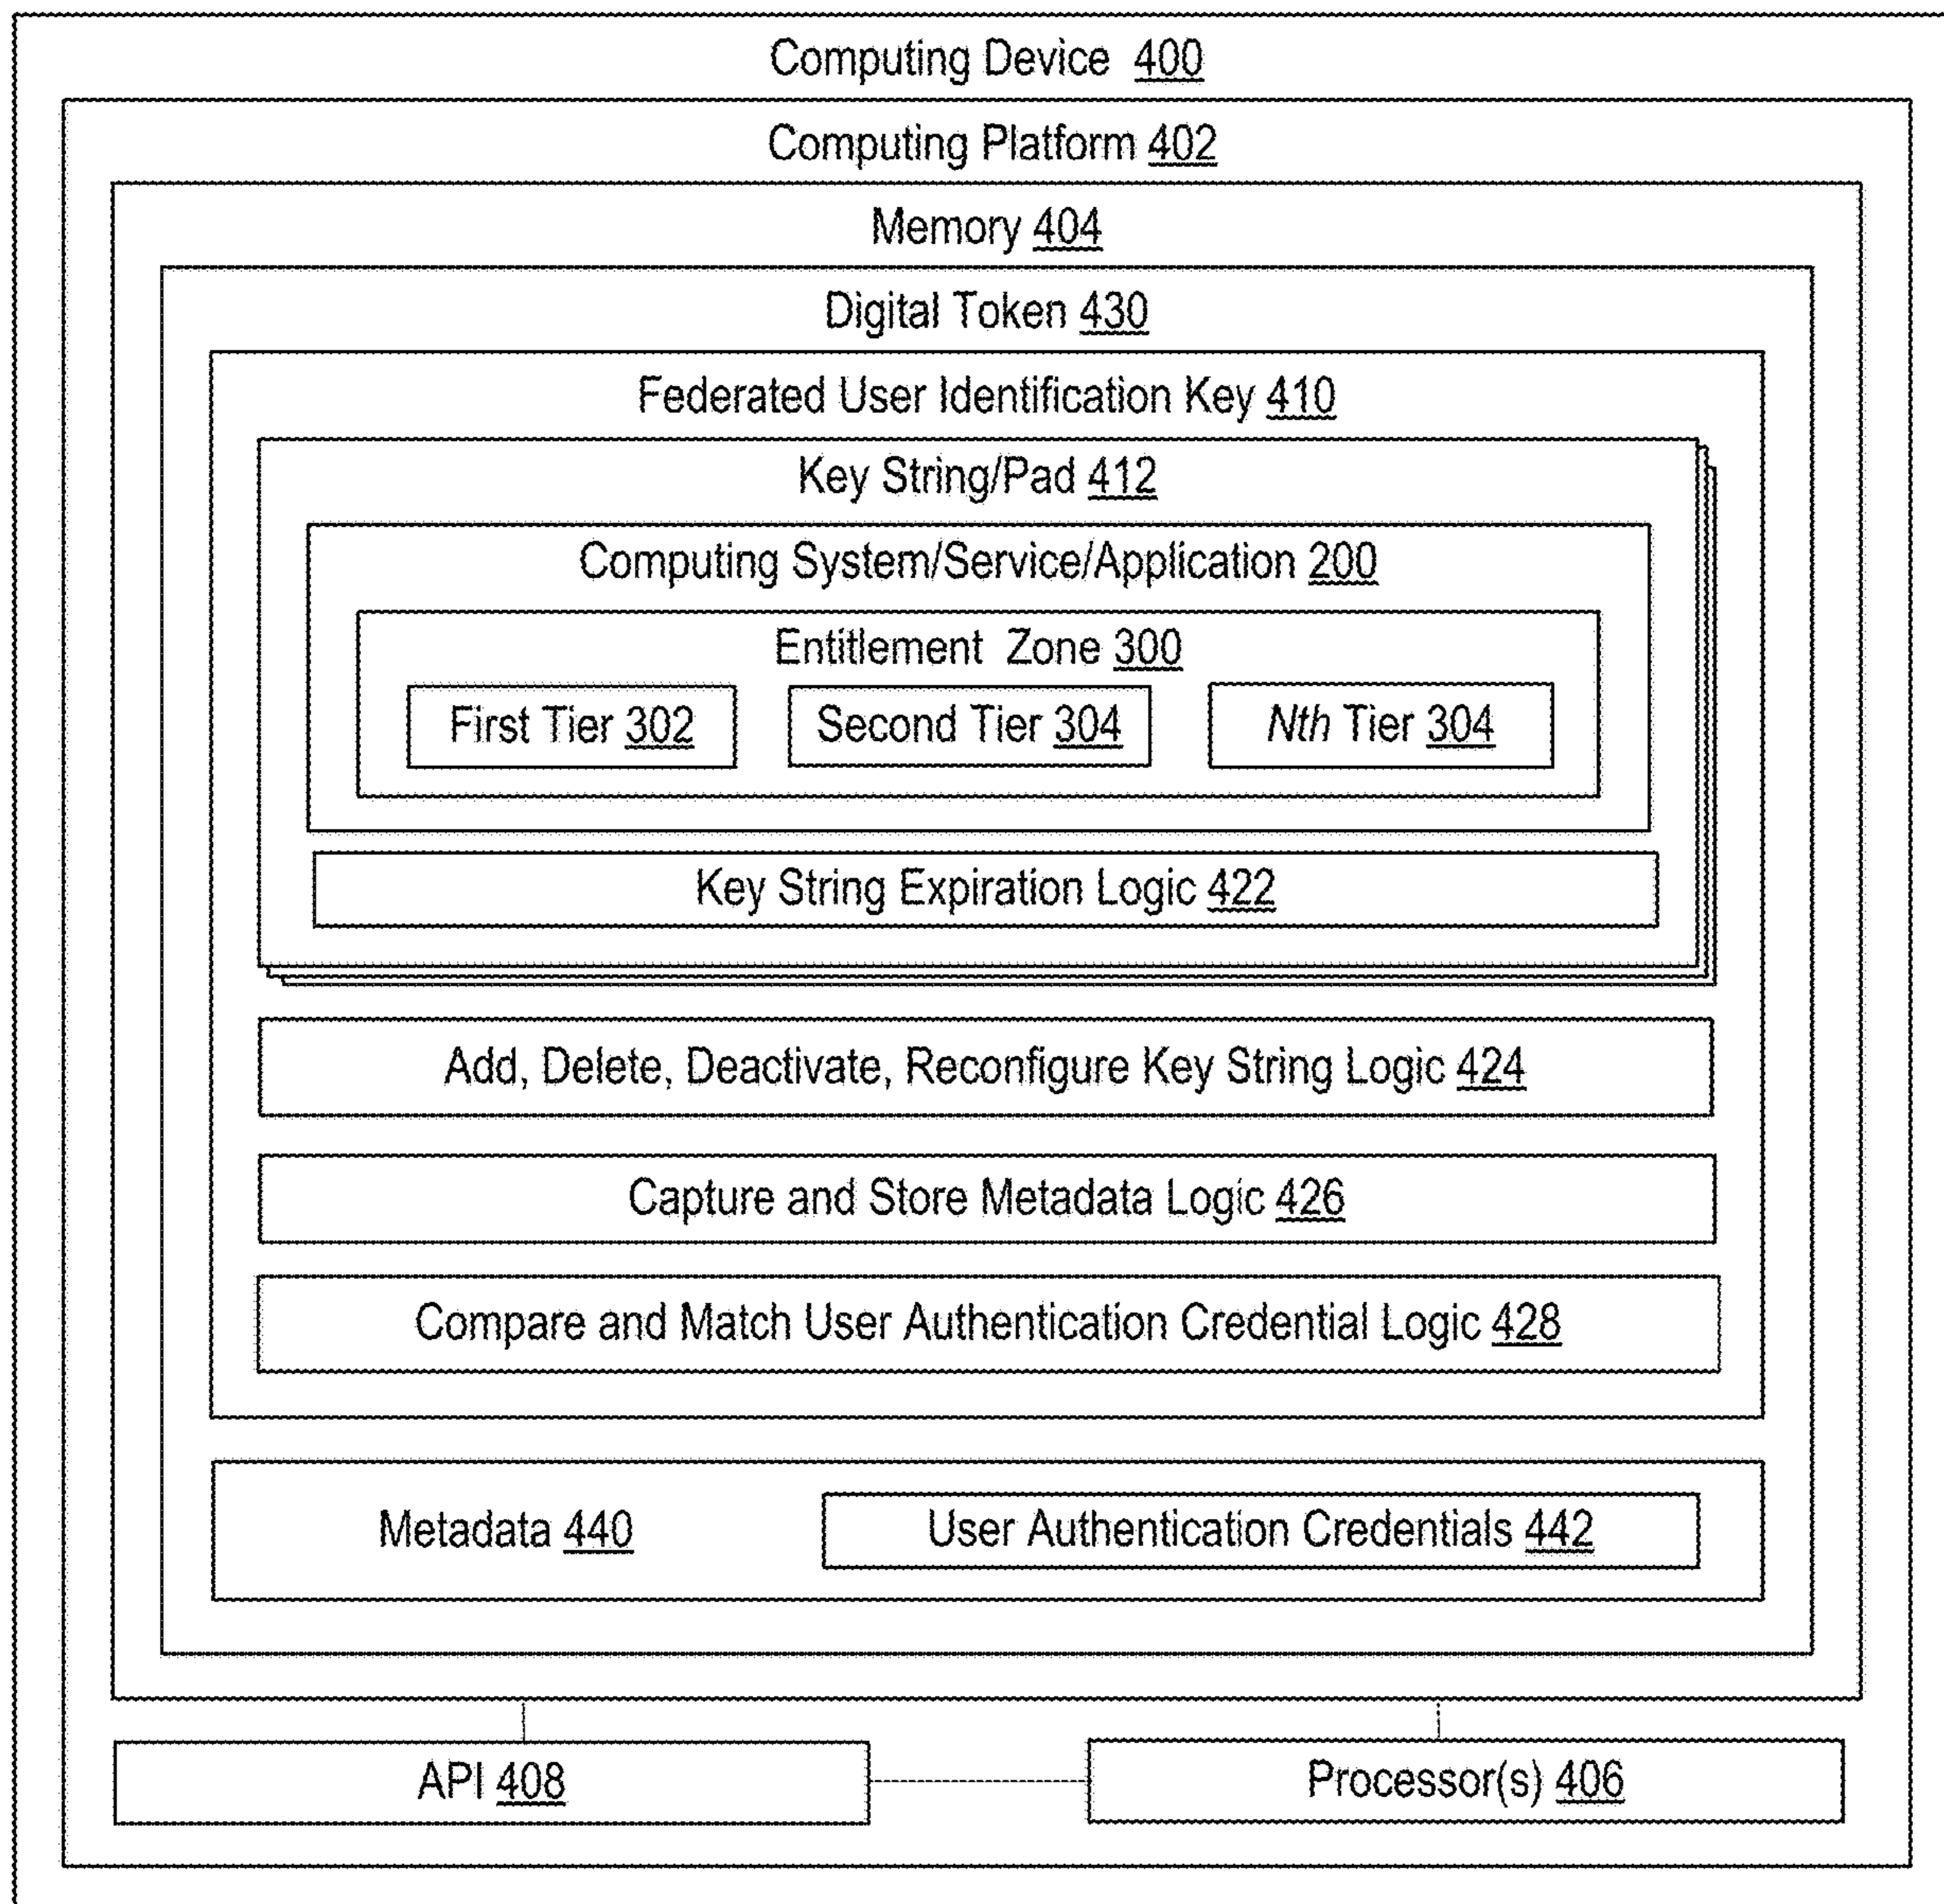 Computing Device 400
Computing Platform 402
Memory 404
Digital Token 430
Federated User Identification Key 410
Key String/Pad 412
Computing System/Service/Application 200
Entitlement Zone 300
First Tier 302
Second Tier 304
Nth Tier 304
Key String Expiration Logic 422
Add, Delete, Deactivate, Reconfigure Key String Logic 424
Capture and Store Metadata Logic 426
Compare and Match User Authentication Credential Logic 428
Metadata 440
User Authentication Credentials 442
API 408
Processor(s) 406